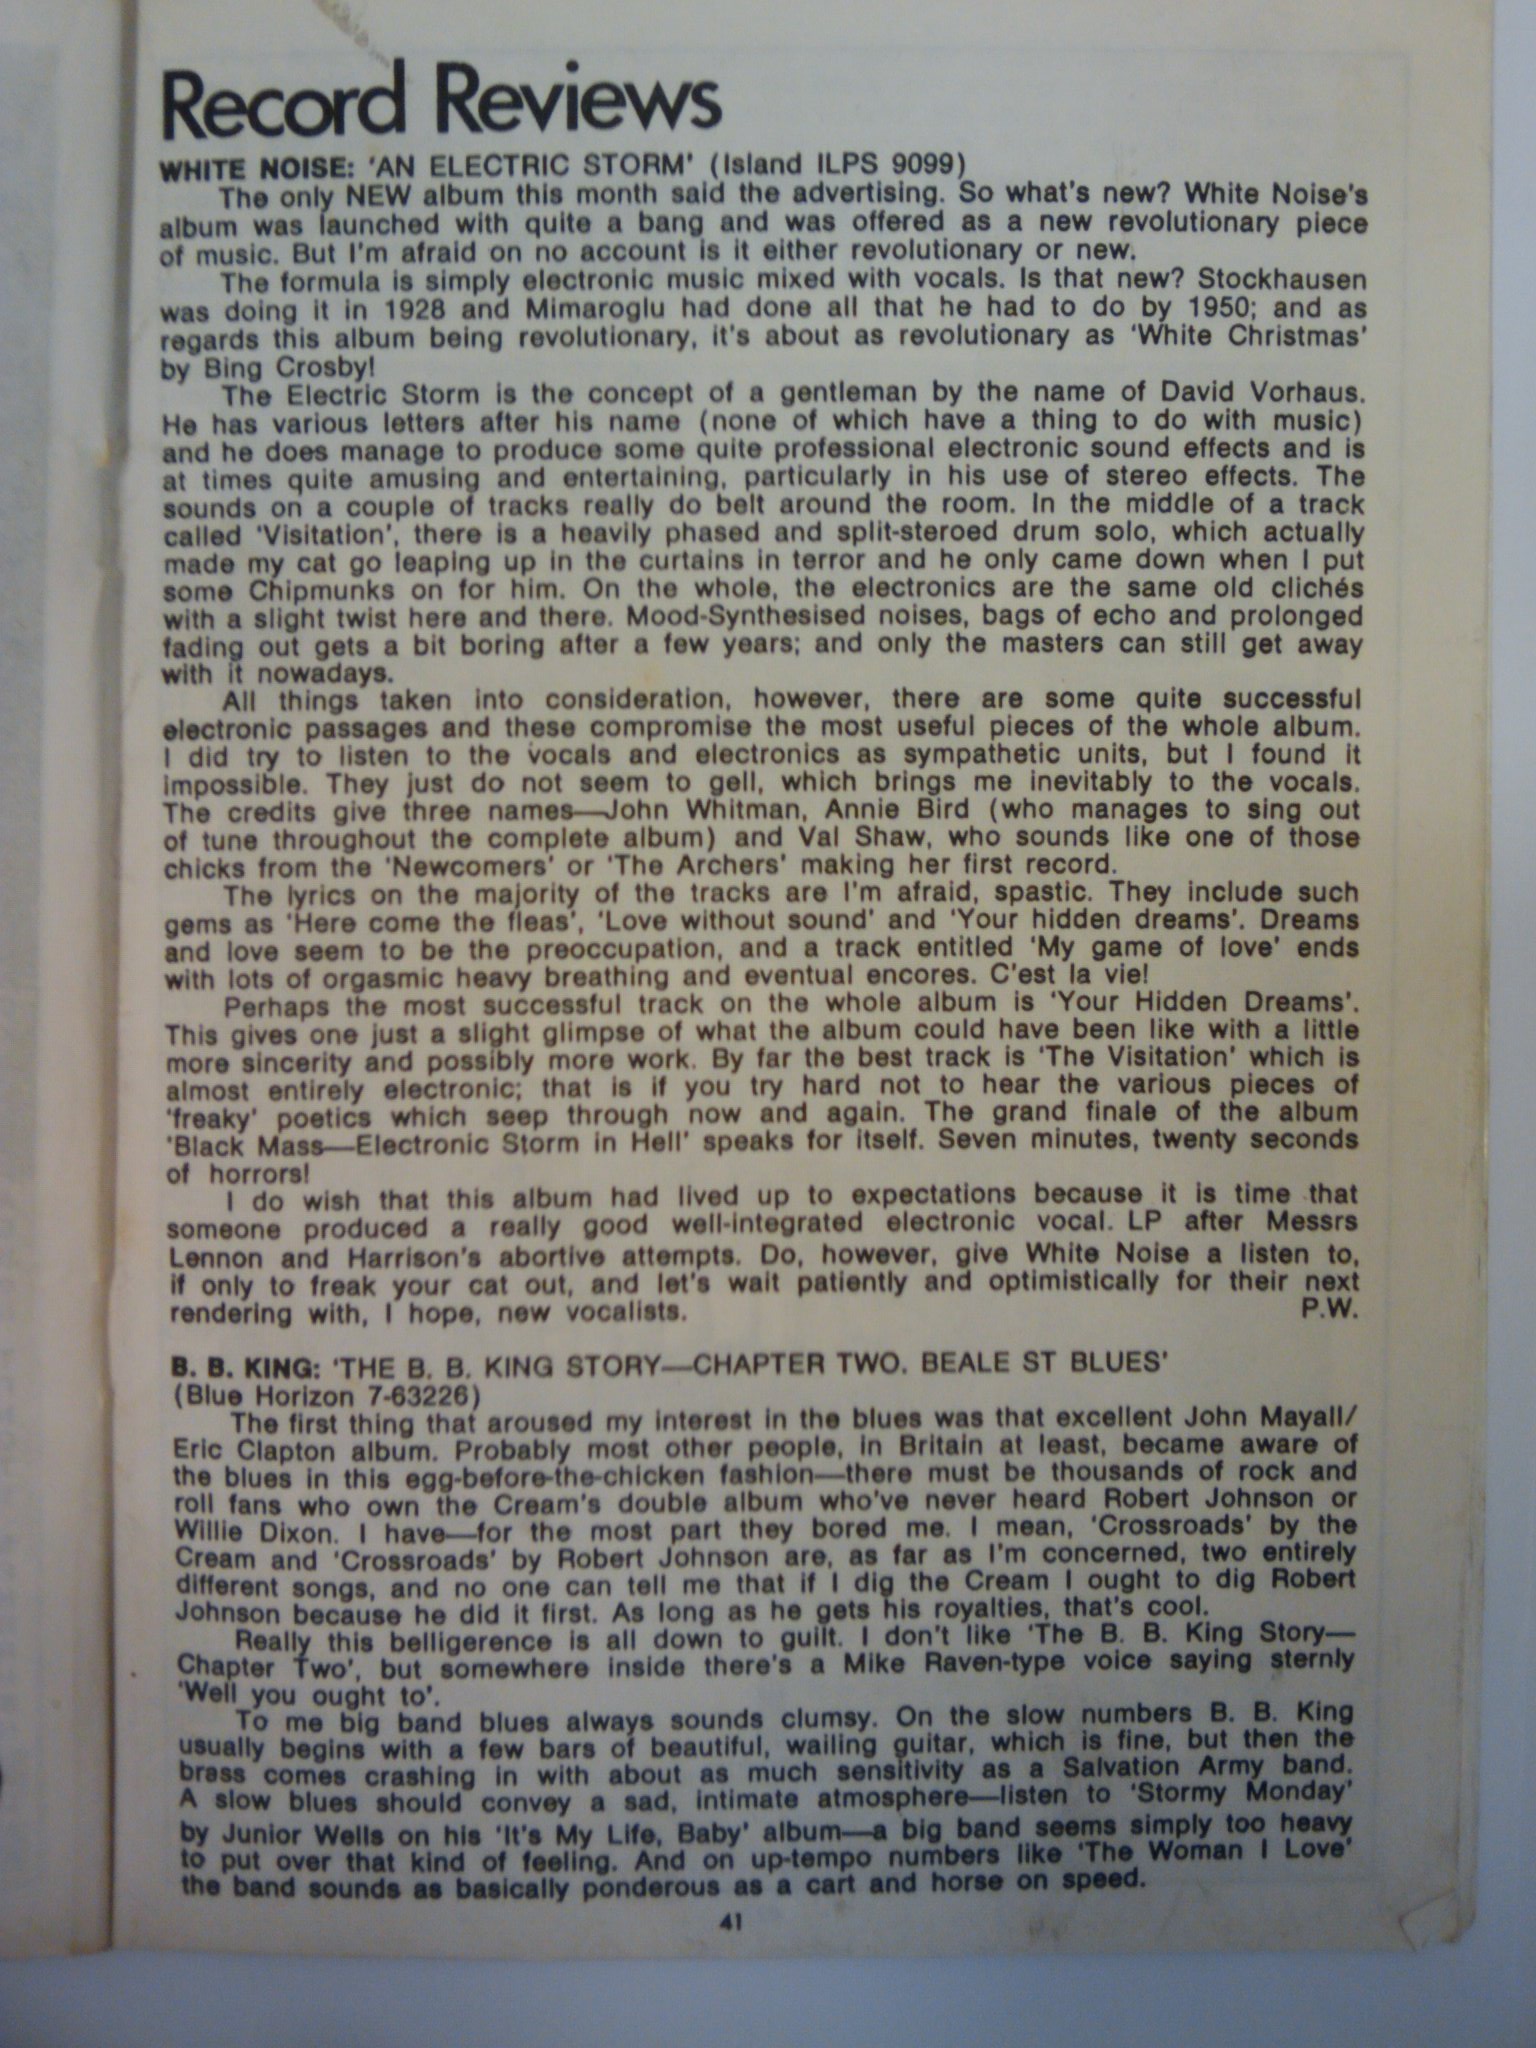 Record Reviews
WHITE NOISE: 'AN ELECTRIC STORM' (Island ILPS 9099)
The only NEW album this month said the advertising. So what's new? White Noise's
album was launched with quite a bang and was offered as a new revolutionary piece
of music. But I'm afraid on no account is it either revolutionary or new.
The formula is simply electronic music mixed with vocals. Is that new? Stockhausen
was doing it in 1928 and Mimaroglu had done all that he had to do by 1950; and as
regards this album being revolutionary, it's about as revolutionary as 'White Christmas'
by Bing Crosby!
The Electric Storm is the concept of a gentleman by the name of David Vorhaus.
He has various letters after his name (none of which have a thing to do with music)
and he does manage to produce some quite professional electronic sound effects and is
at times quite amusing and entertaining, particularly in his use of stereo effects. The
sounds on a couple of tracks really do belt around the room. In the middle of a track
called 'Visitation', there is a heavily phased and split-steroed drum solo, which actually
made my cat go leaping up in the curtains in terror and he only came down when I put
some Chipmunks on for him. On the whole, the electronics are the same old clichés
with a slight twist here and there. Mood-Synthesised noises, bags of echo and prolonged
fading out gets a bit boring after a few years; and only the masters can still get away
with it nowadays.
All things taken into consideration, however, there are some quite successful
electronic passages and these compromise the most useful pieces of the whole album.
I did try to listen to the vocals and electronics as sympathetic units, but I found it
impossible. They just do not seem to gell, which brings me inevitably to the vocals.
The credits give three names—John Whitman, Annie Bird (who manages to sing out
of tune throughout the complete album) and Val Shaw, who sounds like one of those
chicks from the 'Newcomers' or 'The Archers' making her first record.
The lyrics on the majority of the tracks are I'm afraid, spastic. They include such
gems as 'Here come the fleas', 'Love without sound' and 'Your hidden dreams'. Dreams
and love seem to be the preoccupation, and a track entitled 'My game of love' ends
with lots of orgasmic heavy breathing and eventual encores. C'est la vie!
Perhaps the most successful track on the whole album is 'Your Hidden Dreams'.
This gives one just a slight glimpse of what the album could have been like with a little
more sincerity and possibly more work. By far the best track is 'The Visitation' which is
almost entirely electronic; that is if you try hard not to hear the various pieces of
'freaky' poetics which seep through now and again. The grand finale of the album
'Black Mass—Electronic Storm in Hell' speaks for itself. Seven minutes, twenty seconds
of horrors!
I do wish that this album had lived up to expectations because it is time that
someone produced a really good well-integrated electronic vocal. LP after Messrs
Lennon and Harrison's abortive attempts. Do, however, give White Noise a listen to,
if only to freak your cat out, and let's wait patiently and optimistically for their next
rendering with, I hope, new vocalists. P.W.
B. B. KING: 'THE B. B. KING STORY—CHAPTER TWO. BEALE ST BLUES'
(Blue Horizon 7-63226)
The first thing that aroused my interest in the blues was that excellent John Mayall/
Eric Clapton album. Probably most other people, in Britain at least, became aware of
the blues in this egg-before-the-chicken fashion—there must be thousands of rock and
roll fans who own the Cream's double album who've never heard Robert Johnson or
Willie Dixon. I have—for the most part they bored me. I mean, 'Crossroads' by the
Cream and 'Crossroads' by Robert Johnson are, as far as I'm concerned, two entirely
different songs, and no one can tell me that if I dig the Cream I ought to dig Robert
Johnson because he did it first. As long as he gets his royalties, that's cool.
Really this belligerence is all down to guilt. I don't like 'The B. B. King Story—
Chapter Two', but somewhere inside there's a Mike Raven-type voice saying sternly
'Well you ought to'.
To me big band blues always sounds clumsy. On the slow numbers B. B. King
usually begins with a few bars of beautiful, wailing guitar, which is fine, but then the
brass comes crashing in with about as much sensitivity as a Salvation Army band.
A slow blues should convey a sad, intimate atmosphere—listen to 'Stormy Monday'
by Junior Wells on his 'It's My Life, Baby' album—a big band seems simply too heavy
to put over that kind of feeling. And on up-tempo numbers like 'The Woman I Love'
the band sounds as basically ponderous as a cart and horse on speed.
41